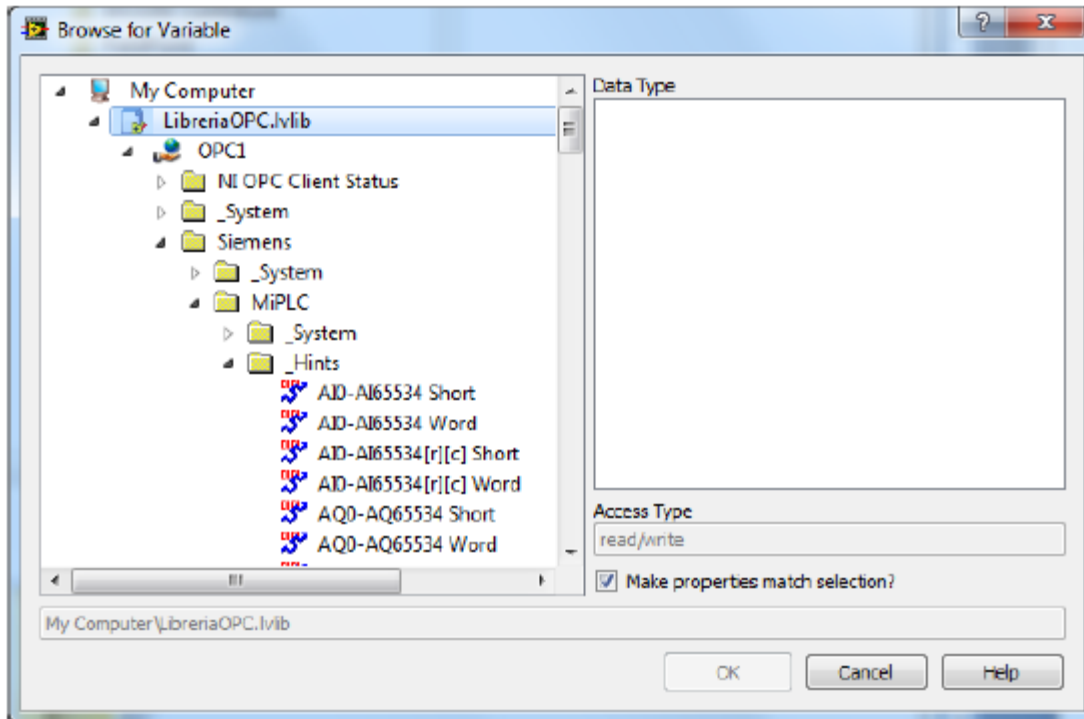 Browse for Variable
My Computer
LibreriaOPC.lvlib
OPC1
NI OPC Client Status
_System
Siemens
_System
MiPLC
_System
_Hints
AI0-AI65534 Short
AI0-AI65534 Word
AI0-AI65534[r][c] Short
AI0-AI65534[r][c] Word
AQ0-AQ65534 Short
AQ0-AQ65534 Word
Data Type
Access Type
read/write
Make properties match selection?
My Computer\LibreriaOPC.lvlib
OK
Cancel
Help